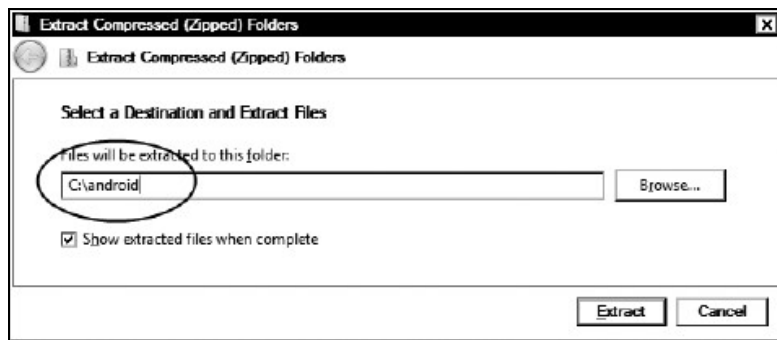 Extract Compressed (Zipped) Folders
Extract Compressed (Zipped) Folders
Select a Destination and Extract Files
Files will be extracted to this folder:
C:\android
Browse...
Show extracted files when complete
Extract
Cancel